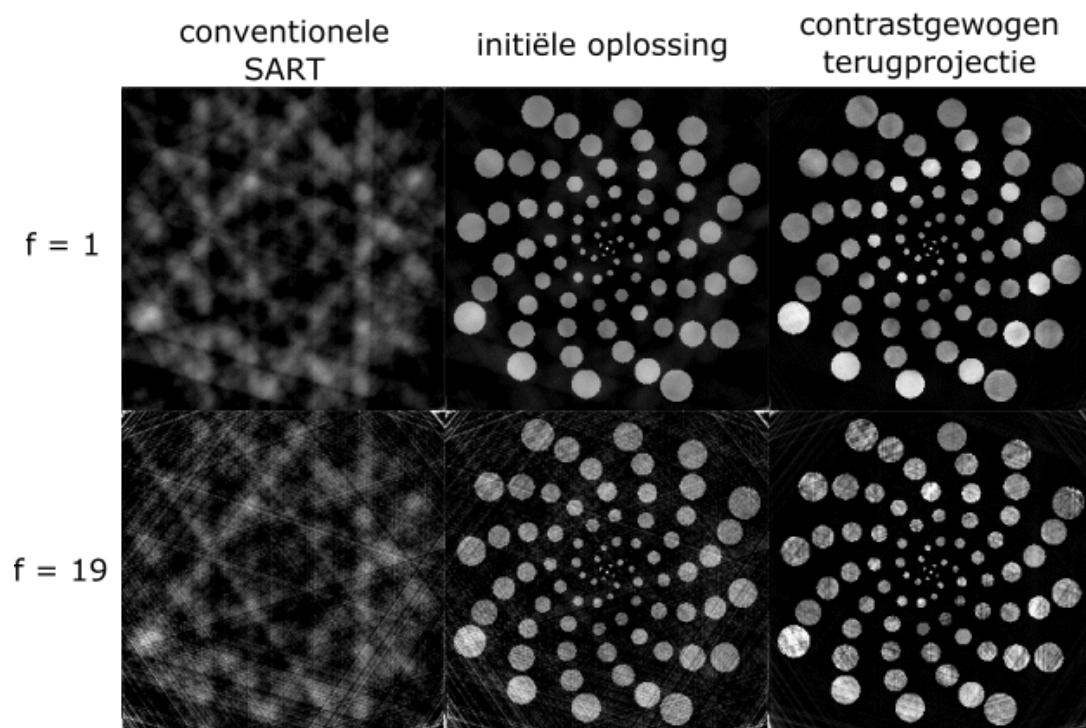 conventionele
SART
initiële oplossing
contrastgewogen
terugprojectie
f = 1
f = 19